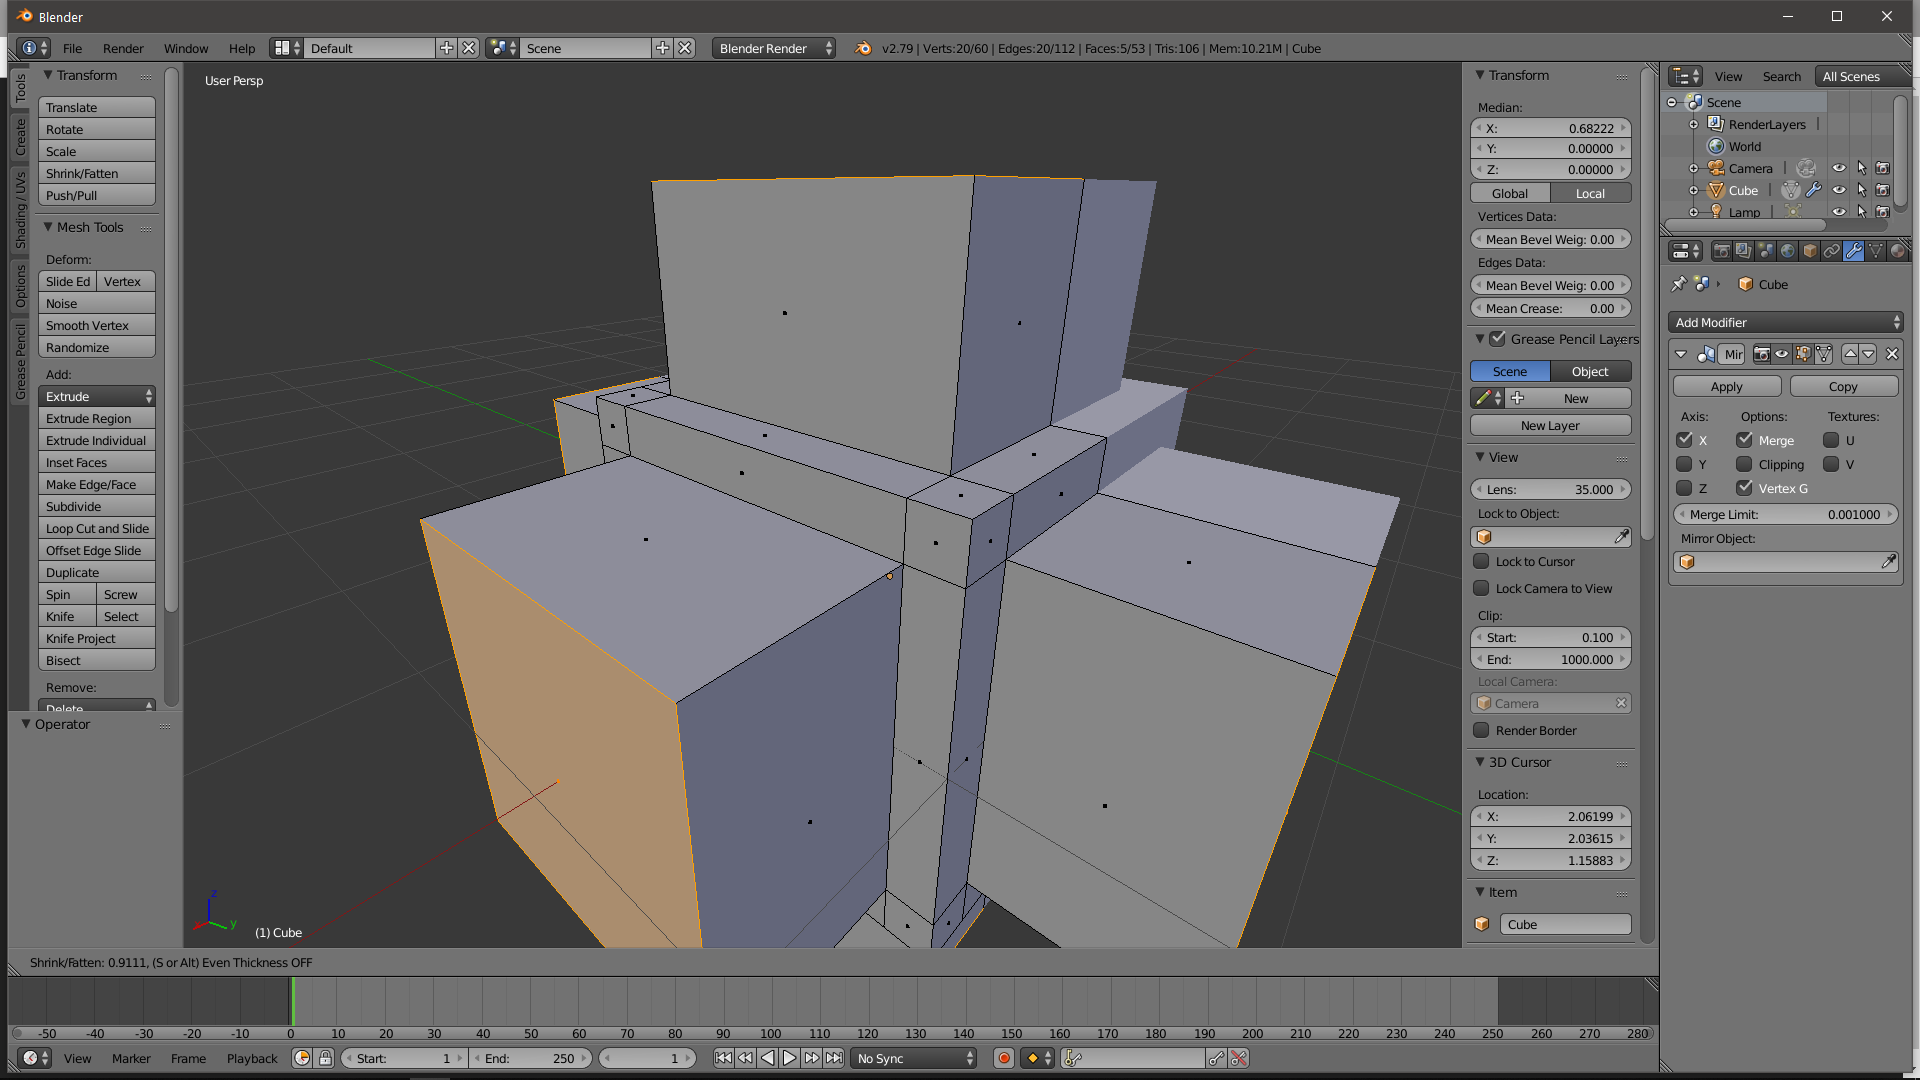 Blender
File Render Window Help Default Scene Blender Render v2.79 | Verts:20/60 | Edges:20/112 | Faces:5/53 | Tris:106 | Mem:10.21M | Cube
Tools
Create
Shading / UVs
Options
Grease Pencil
Transform
Translate
Rotate
Scale
Shrink/Fatten
Push/Pull
Mesh Tools
Deform:
Slide Ed Vertex
Noise
Smooth Vertex
Randomize
Add:
Extrude
Extrude Region
Extrude Individual
Inset Faces
Make Edge/Face
Subdivide
Loop Cut and Slide
Offset Edge Slide
Duplicate
Spin Screw
Knife Select
Knife Project
Bisect
Remove:
Delete
Operator
User Persp
z
y
(1) Cube
Transform
Median:
X: 0.68222
Y: 0.00000
Z: 0.00000
Global Local
Vertices Data:
Mean Bevel Weig: 0.00
Edges Data:
Mean Bevel Weig: 0.00
Mean Crease: 0.00
Grease Pencil Layers
Scene Object
New
New Layer
View
Lens: 35.000
Lock to Object:
Lock to Cursor
Lock Camera to View
Clip:
Start: 0.100
End: 1000.000
Local Camera:
Camera
Render Border
3D Cursor
Location:
X: 2.06199
Y: 2.03615
Z: 1.15883
Item
Cube
View Search All Scenes
Scene
RenderLayers
World
Camera
Cube
Lamp
Cube
Add Modifier
Mir
Apply Copy
Axis: Options: Textures:
X Merge U
Y Clipping V
Z Vertex G
Merge Limit: 0.001000
Mirror Object:
Shrink/Fatten: 0.9111, (S or Alt) Even Thickness OFF
-50 -40 -30 -20 -10 0 10 20 30 40 50 60 70 80 90 100 110 120 130 140 150 160 170 180 190 200 210 220 230 240 250 260 270 280
View Marker Frame Playback Start: 1 End: 250 1 No Sync